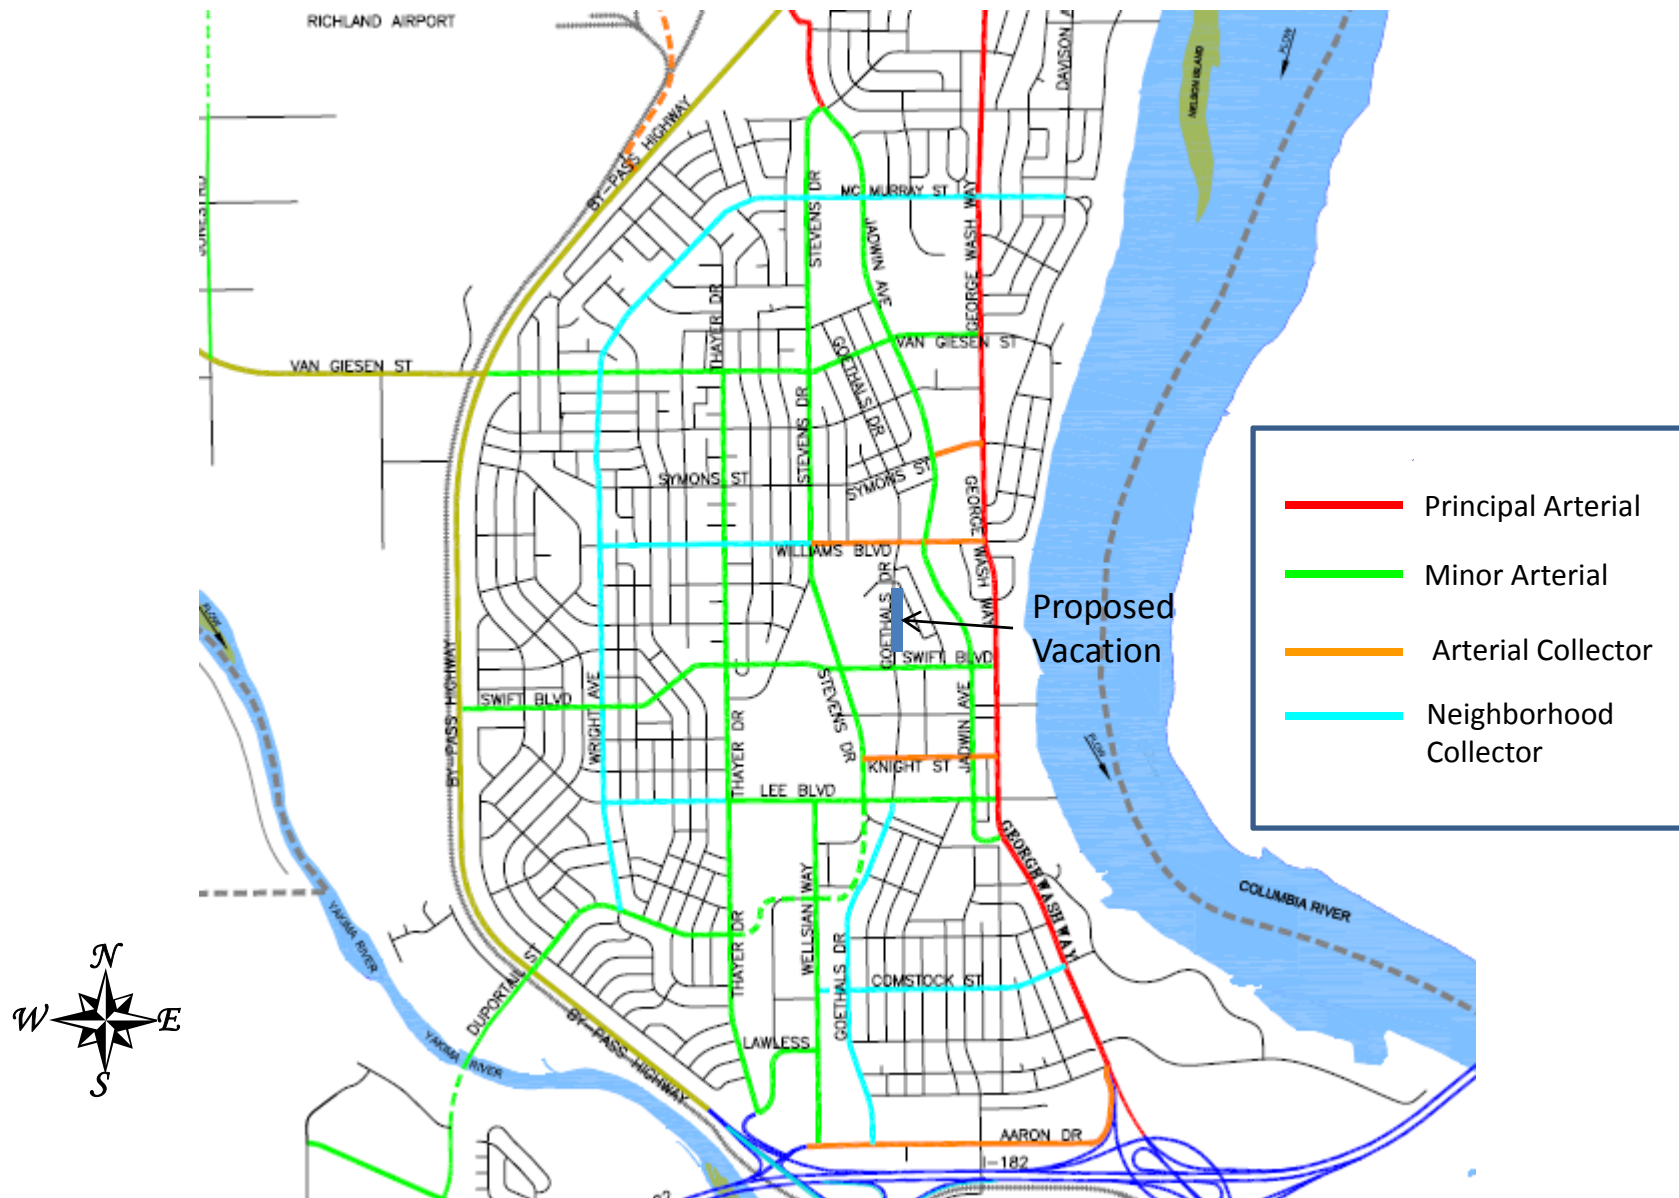 RICHLAND AIRPORT
DAVISON
FLOW
NELSON ISLAND
BY-PASS HIGHWAY
MC MURRAY ST
STEVENS DR
JADWIN AVE
GEORGE WASH WAY
THAYER DR
VAN GIESEN ST
VAN GIESEN ST
GOETHALS DR
STEVENS DR
SYMONS ST
SYMONS ST
GEORGE WASH WAY
WILLIAMS BLVD
GOETHALS DR
Proposed
Vacation
Principal Arterial
Minor Arterial
Arterial Collector
Neighborhood
Collector
FLOW
SWIFT BLVD
SWIFT BLVD
BY-PASS HIGHWAY
WRIGHT AVE
THAYER DR
STEVENS DR
JADWIN AVE
KNIGHT ST
LEE BLVD
FLOW
GEORGE WASH WAY
COLUMBIA RIVER
YAKIMA RIVER
WELLSIAN WAY
THAYER DR
GOETHALS DR
COMSTOCK ST
DUPORTAIL ST
BY-PASS HIGHWAY
LAWLESS
YAKIMA RIVER
AARON DR
I-182
N
W E
S